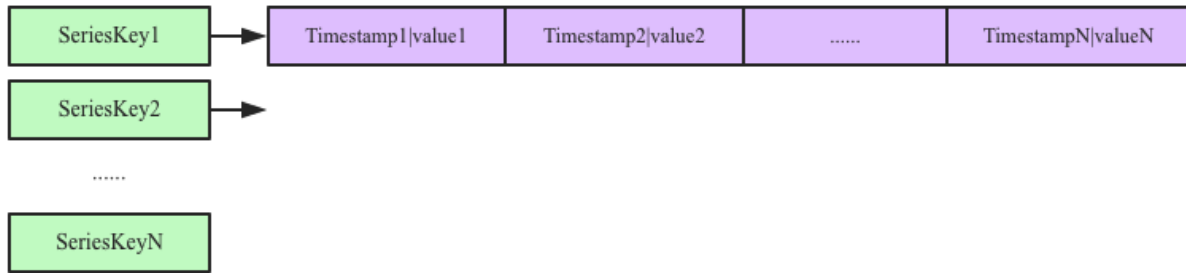 SeriesKey1
Timestamp1|value1
Timestamp2|value2
......
TimestampN|valueN
SeriesKey2
......
SeriesKeyN